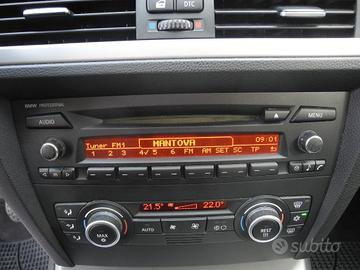 DTC
BMW PROFESSIONAL
AUDIO
MENU
Tuner FM1 MANTOVA 09:01
1 2 3 4√ 5 6 FM AM SET SC TP
21.5° 22.0°
MAX AUTO REST
subito